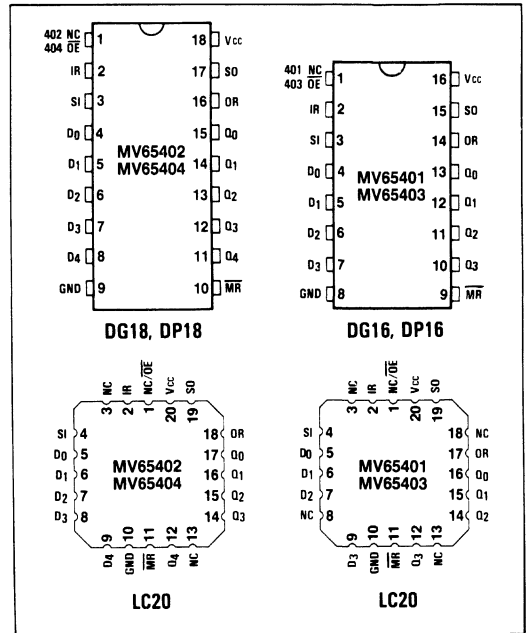 402 NC
404 O̅E̅ 1 18 Vcc
IR 2 17 SO
SI 3 16 OR
D0 4 15 Q0
D1 5 14 Q1
D2 6 13 Q2
D3 7 12 Q3
D4 8 11 Q4
GND 9 10 M̅R̅
MV65402
MV65404
DG18, DP18
401 NC
403 O̅E̅ 1 16 Vcc
IR 2 15 SO
SI 3 14 OR
D0 4 13 Q0
D1 5 12 Q1
D2 6 11 Q2
D3 7 10 Q3
GND 8 9 M̅R̅
MV65401
MV65403
DG16, DP16
NC IR NC/O̅E̅ Vcc SO
3 2 1 20 19
SI 4 18 OR
D0 5 17 Q0
D1 6 16 Q1
D2 7 15 Q2
D3 8 14 Q3
MV65402
MV65404
9 10 11 12 13
D4 GND M̅R̅ Q4 NC
LC20
NC IR NC/O̅E̅ Vcc SO
3 2 1 20 19
SI 4 18 NC
D0 5 17 OR
D1 6 16 Q0
D2 7 15 Q1
NC 8 14 Q2
MV65401
MV65403
9 10 11 12 13
D3 GND M̅R̅ Q3 NC
LC20